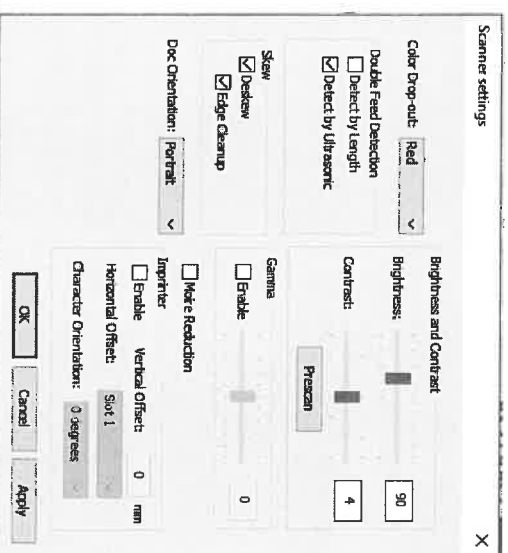 Scanner settings
X
Color Drop-out: Red
Double Feed Detection
Detect by Length
Detect by Ultrasonic
Skew
Deskew
Edge Cleanup
Doc Orientation: Portrait
Brightness and Contrast
Brightness: 90
Contrast: 4
Prescan
Gamma
Enable 0
Moire Reduction
Imprinter
Enable Vertical Offset: 0 mm
Horizontal Offset: Slot 1
Character Orientation: 0 degrees
OK Cancel Apply